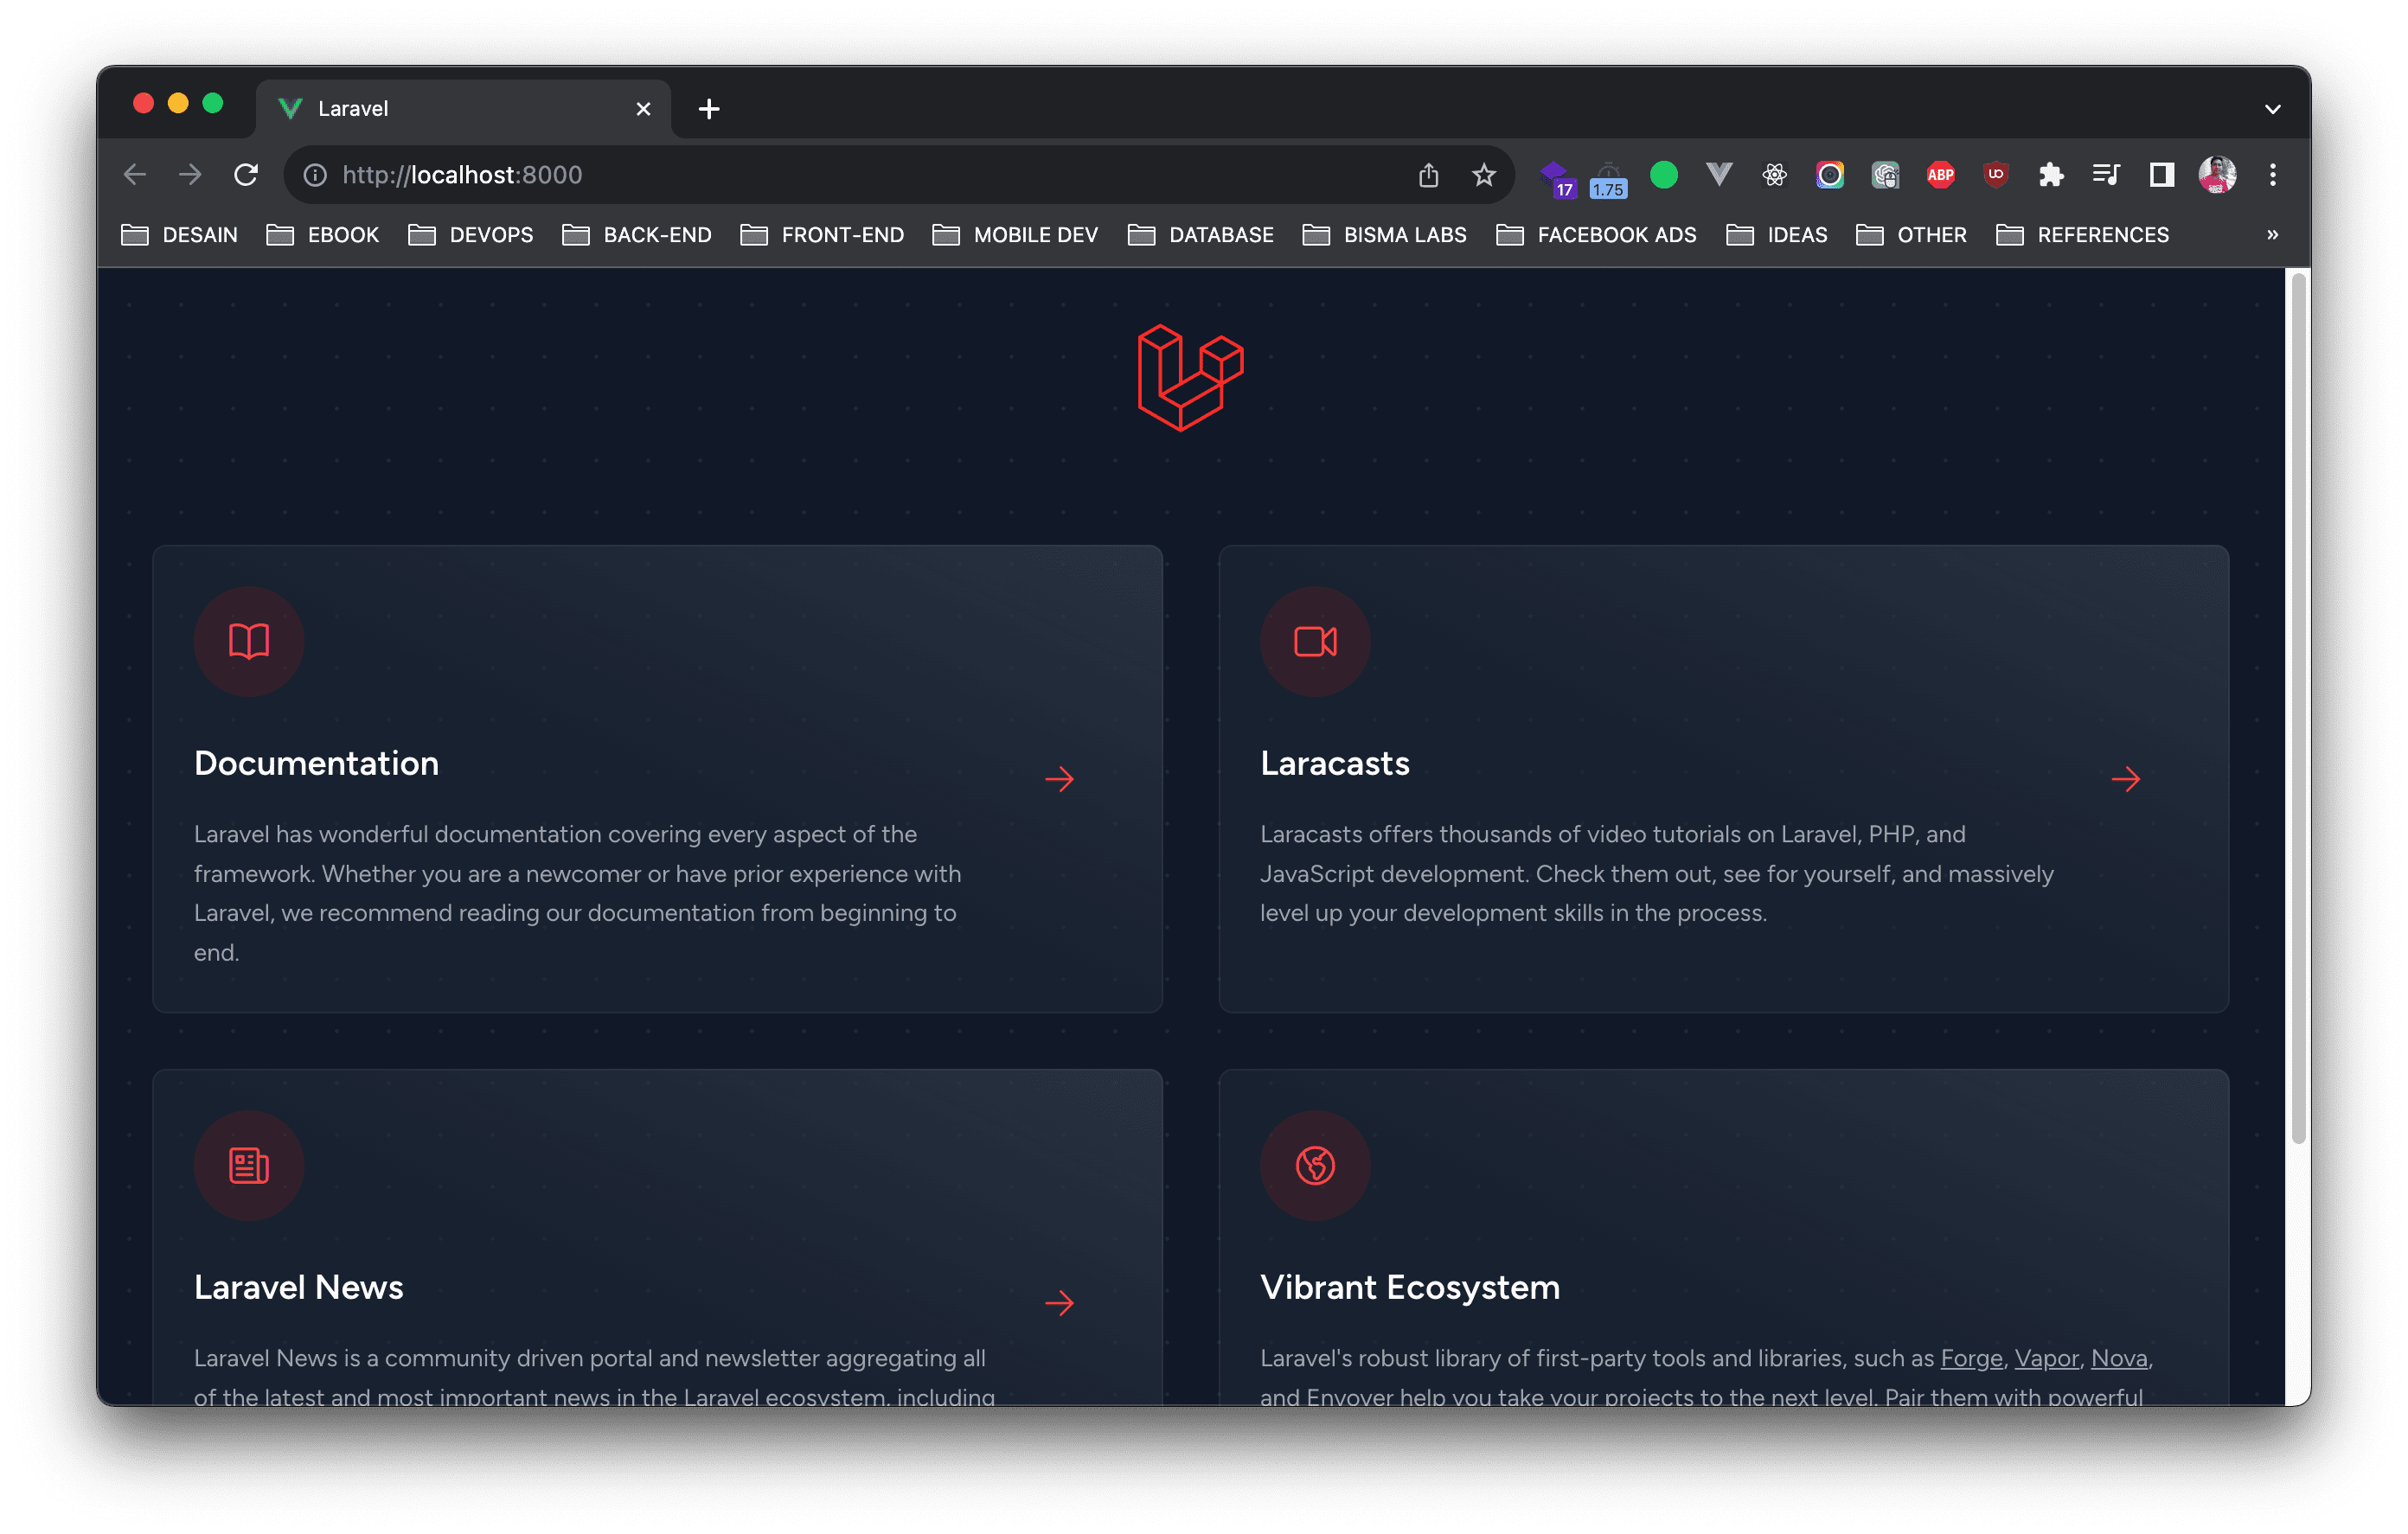 Laravel
http://localhost:8000
17
1.75
ABP
DESAIN EBOOK DEVOPS BACK-END FRONT-END MOBILE DEV DATABASE BISMA LABS FACEBOOK ADS IDEAS OTHER REFERENCES »
Documentation
Laravel has wonderful documentation covering every aspect of the
framework. Whether you are a newcomer or have prior experience with
Laravel, we recommend reading our documentation from beginning to
end.
Laracasts
Laracasts offers thousands of video tutorials on Laravel, PHP, and
JavaScript development. Check them out, see for yourself, and massively
level up your development skills in the process.
Laravel News
Laravel News is a community driven portal and newsletter aggregating all
of the latest and most important news in the Laravel ecosystem, including
Vibrant Ecosystem
Laravel's robust library of first-party tools and libraries, such as Forge, Vapor, Nova,
and Envoyer help you take your projects to the next level. Pair them with powerful